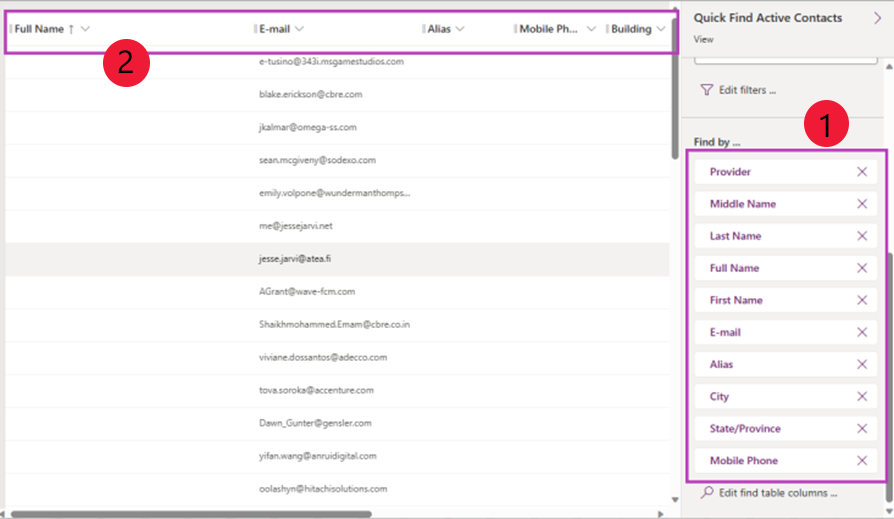 Full Name ↑ E-mail Alias Mobile Ph... Building
2
e-tusino@343i.msgamestudios.com
blake.erickson@cbre.com
jkalmar@omega-ss.com
sean.mcgiveny@sodexo.com
emily.volpone@wundermanthomps...
me@jessejarvi.net
jesse.jarvi@atea.fi
AGrant@wave-fcm.com
Shaikhmohammed.Emam@cbre.co.in
viviane.dossantos@adecco.com
tova.soroka@accenture.com
Dawn_Gunter@gensler.com
yifan.wang@anruidigital.com
oolashyn@hitachisolutions.com
Quick Find Active Contacts
View
Edit filters ...
1
Find by ...
Provider
Middle Name
Last Name
Full Name
First Name
E-mail
Alias
City
State/Province
Mobile Phone
Edit find table columns ...